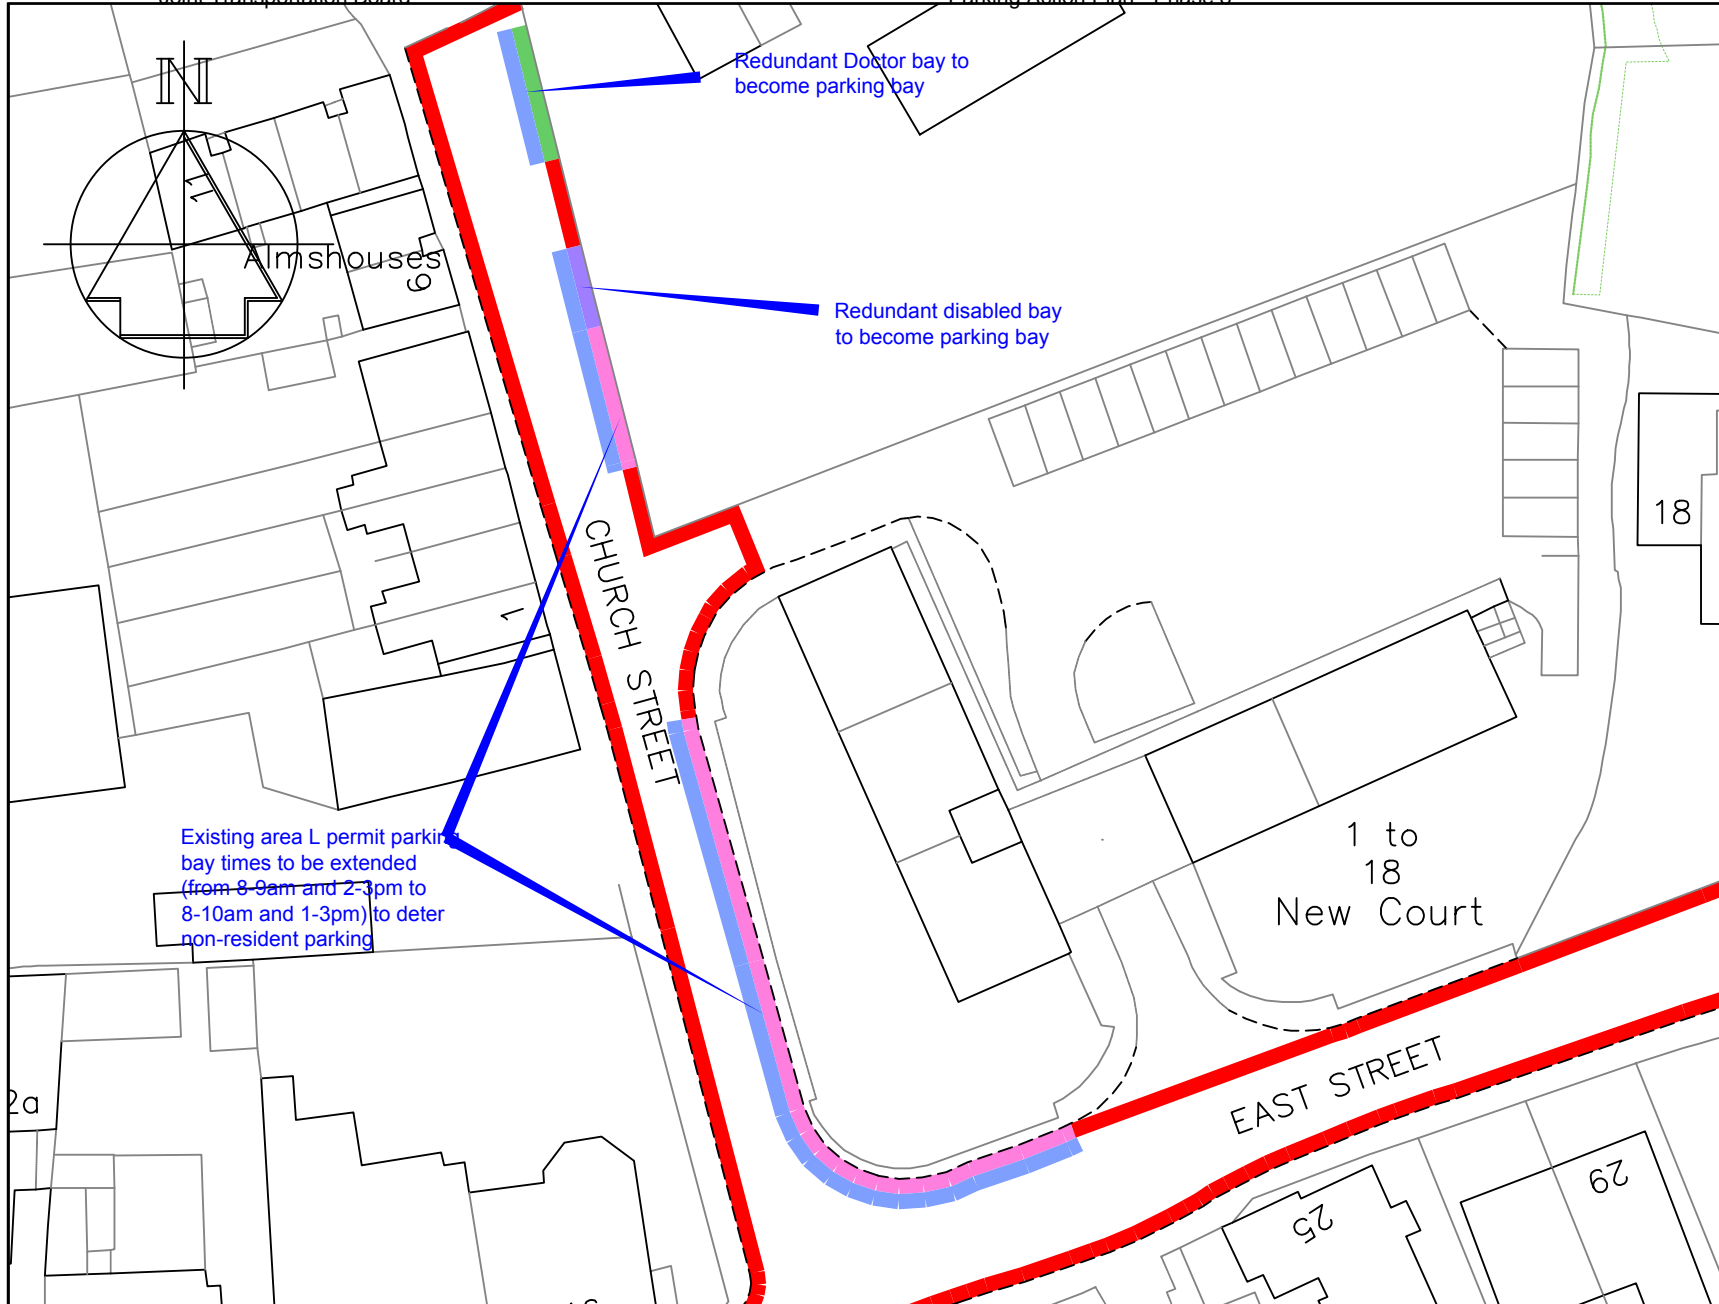 Redundant Doctor bay to
become parking bay
N
11
Almshouses
9
Redundant disabled bay
to become parking bay
18
CHURCH STREET
1
Existing area L permit parking
bay times to be extended
(from 8-9am and 2-3pm to
8-10am and 1-3pm) to deter
non-resident parking
1 to
18
New Court
EAST STREET
2a
29
25